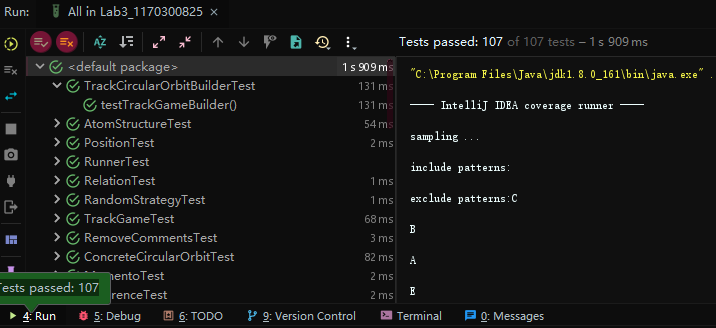 Run: All in Lab3_1170300825 ×
Tests passed: 107 of 107 tests – 1 s 909 ms
<default package> 1 s 909 ms
TrackCircularOrbitBuilderTest 131 ms
testTrackGameBuilder() 131 ms
AtomStructureTest 54 ms
PositionTest 2 ms
RunnerTest
RelationTest 1 ms
RandomStrategyTest 1 ms
TrackGameTest 68 ms
RemoveCommentsTest 3 ms
ConcreteCircularOrbitTest 82 ms
2 ms
2 ms
"C:\Program Files\Java\jdk1.8.0_161\bin\java.exe" .
---- IntelliJ IDEA coverage runner ----
sampling ...
include patterns:
exclude patterns:C
B
A
E
Tests passed: 107
4: Run 5: Debug 6: TODO 9: Version Control Terminal 0: Messages